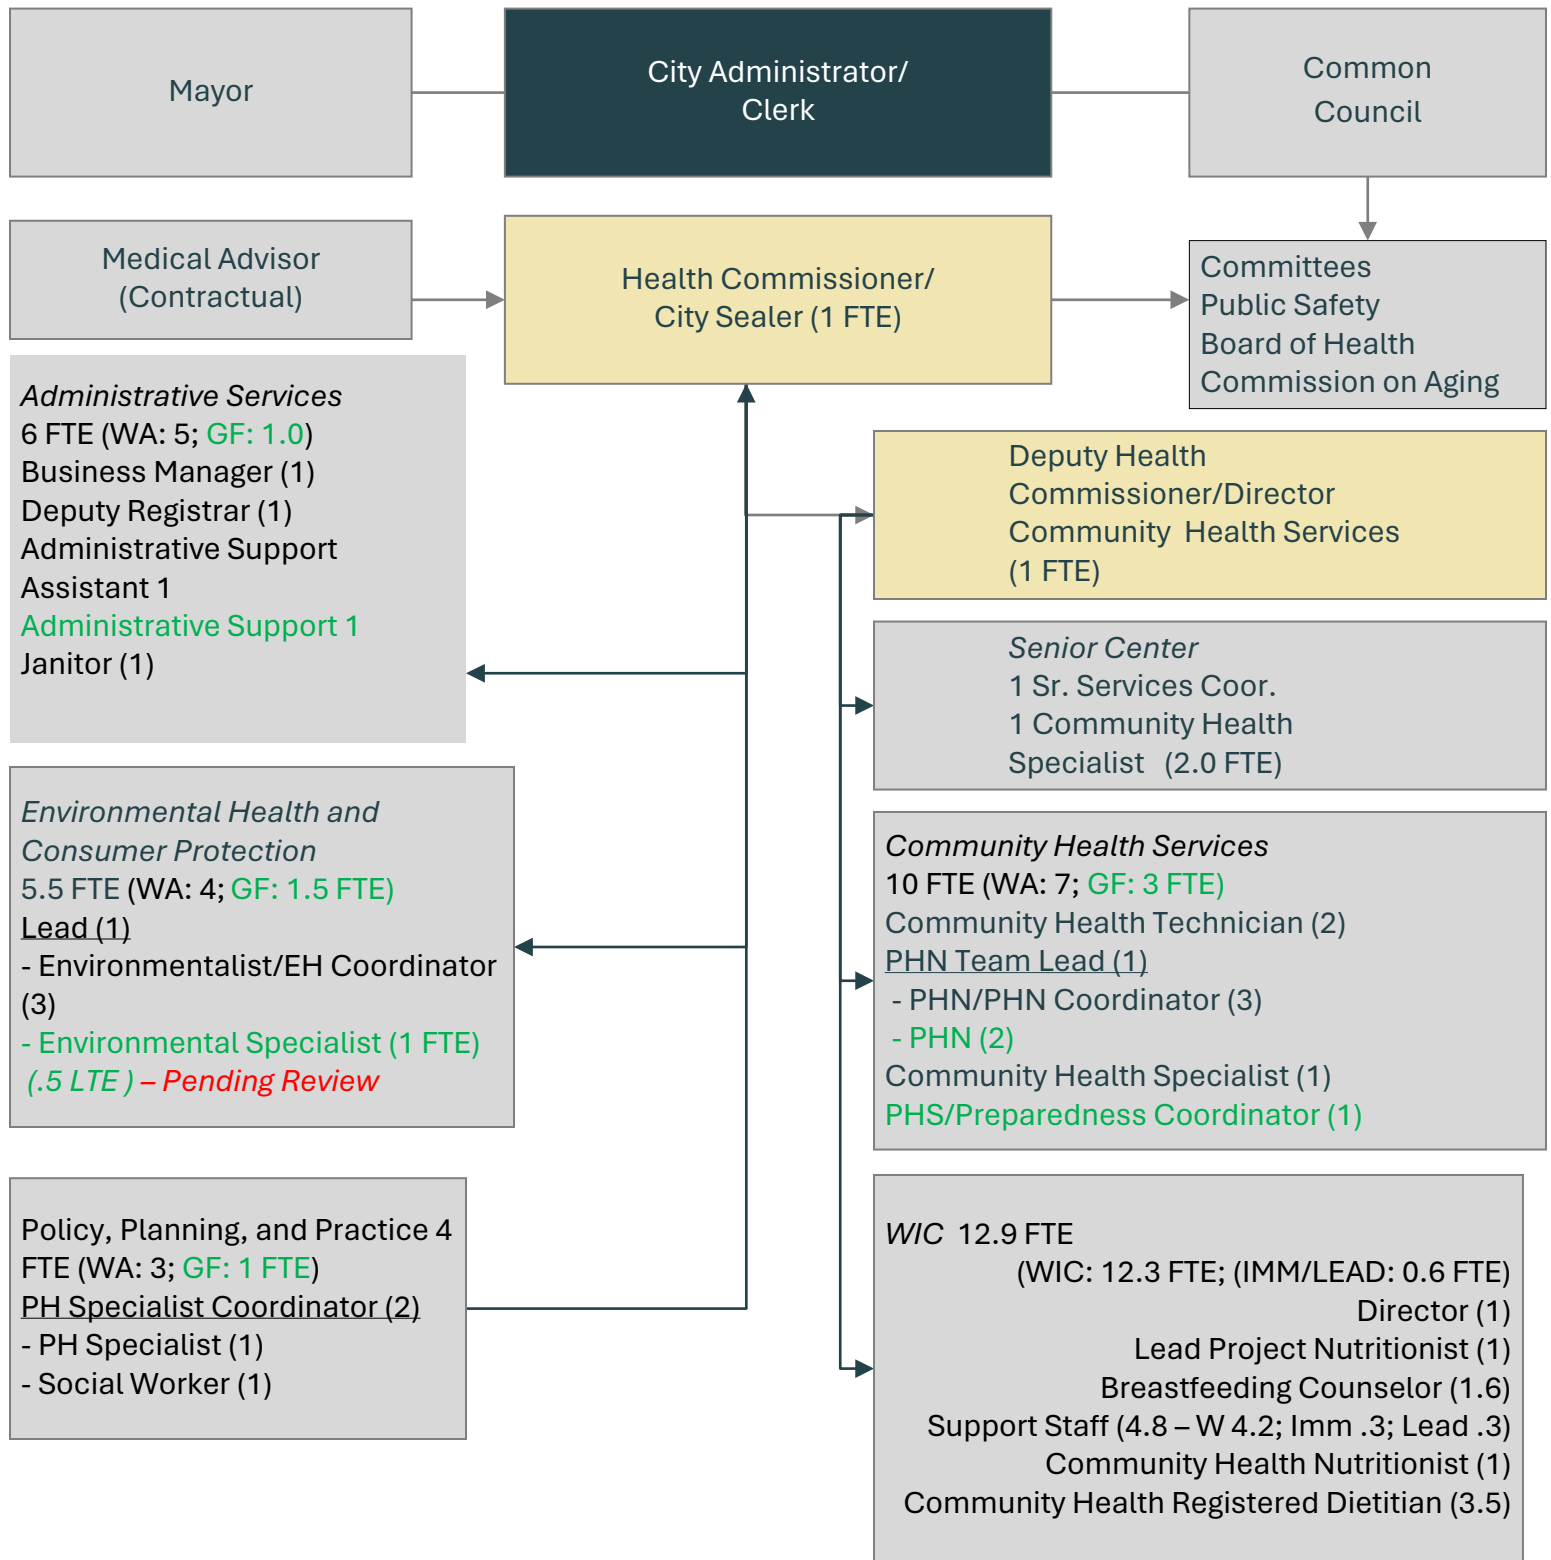 Mayor
City Administrator/
Clerk
Common
Council
Medical Advisor
(Contractual)
Health Commissioner/
City Sealer (1 FTE)
Committees
Public Safety
Board of Health
Commission on Aging
Administrative Services
6 FTE (WA: 5; GF: 1.0)
Business Manager (1)
Deputy Registrar (1)
Administrative Support
Assistant 1
Administrative Support 1
Janitor (1)
Deputy Health
Commissioner/Director
Community Health Services
(1 FTE)
Senior Center
1 Sr. Services Coor.
1 Community Health
Specialist (2.0 FTE)
Environmental Health and
Consumer Protection
5.5 FTE (WA: 4; GF: 1.5 FTE)
Lead (1)
- Environmentalist/EH Coordinator
(3)
- Environmental Specialist (1 FTE)
(.5 LTE ) – Pending Review
Community Health Services
10 FTE (WA: 7; GF: 3 FTE)
Community Health Technician (2)
PHN Team Lead (1)
- PHN/PHN Coordinator (3)
- PHN (2)
Community Health Specialist (1)
PHS/Preparedness Coordinator (1)
Policy, Planning, and Practice 4
FTE (WA: 3; GF: 1 FTE)
PH Specialist Coordinator (2)
- PH Specialist (1)
- Social Worker (1)
WIC 12.9 FTE
(WIC: 12.3 FTE; (IMM/LEAD: 0.6 FTE)
Director (1)
Lead Project Nutritionist (1)
Breastfeeding Counselor (1.6)
Support Staff (4.8 – W 4.2; Imm .3; Lead .3)
Community Health Nutritionist (1)
Community Health Registered Dietitian (3.5)